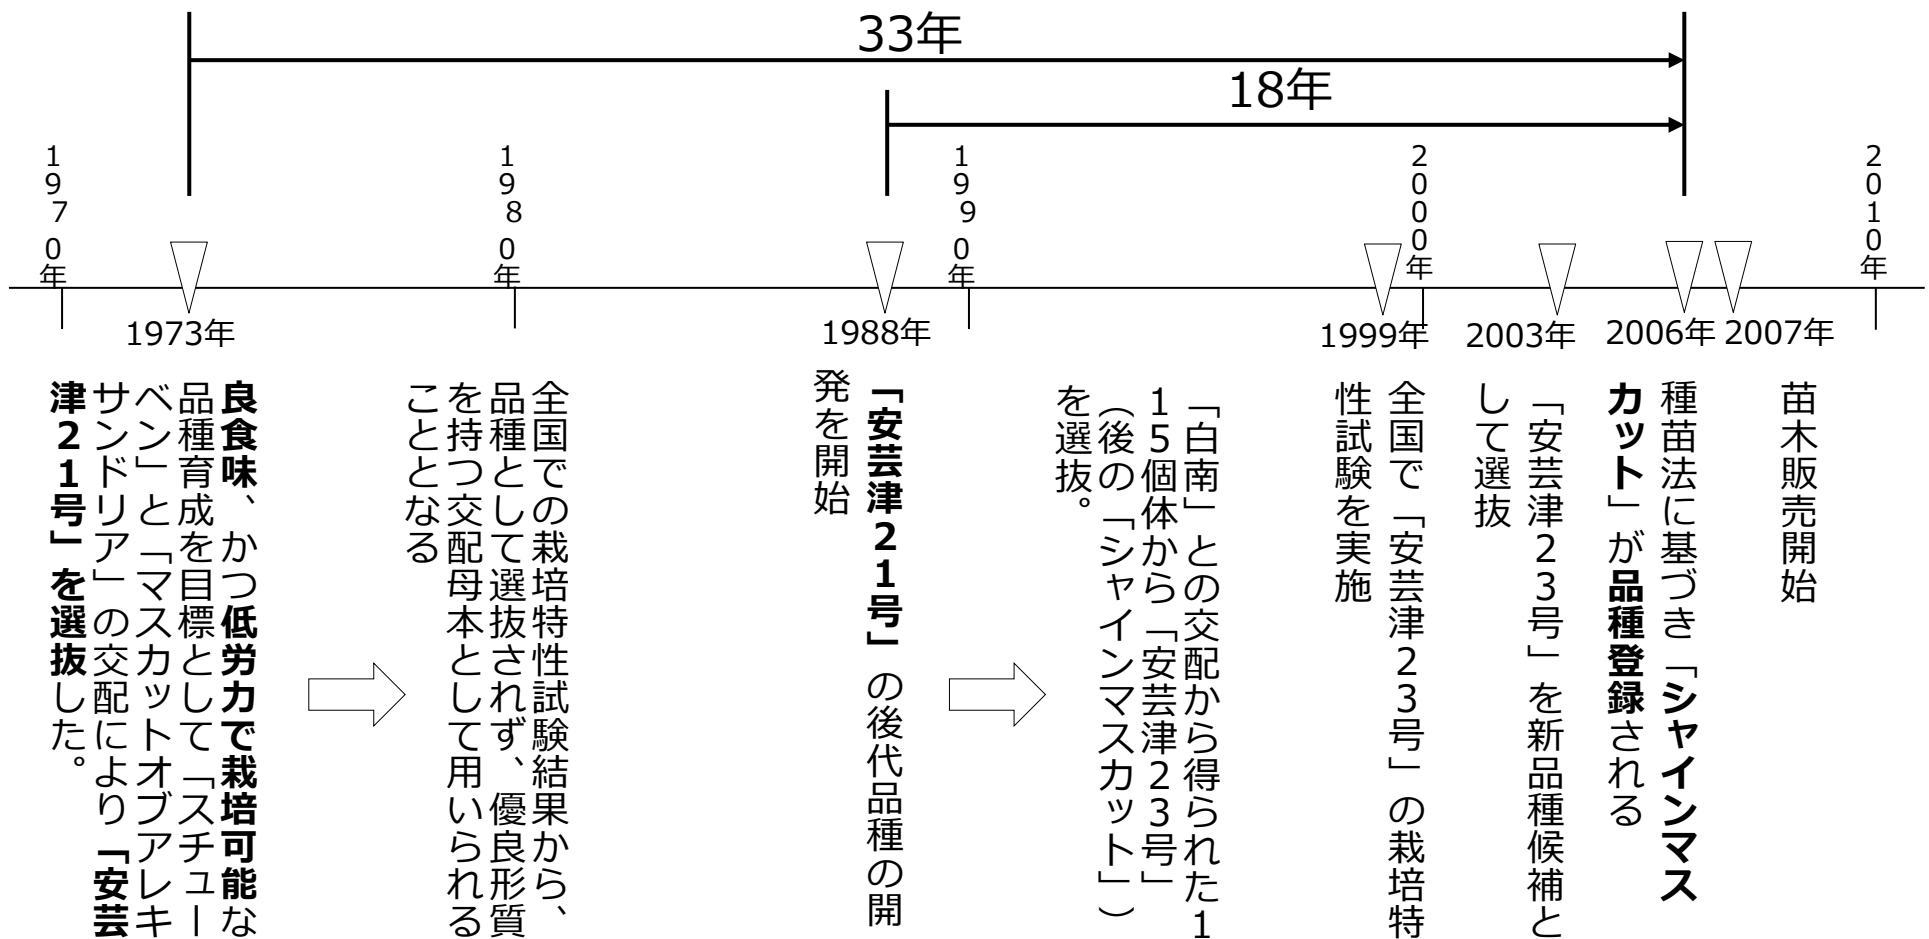 33年
18年
1970年
1980年
1990年
2000年
2010年
1973年
1988年
1999年
2003年
2006年
2007年
良食味、かつ低労力で栽培可能な
品種育成を目標として「スチュー
ベン」と「マスカットオブアレキ
サンドリア」の交配により「安芸
津21号」を選抜した。
全国での栽培特性試験結果から、
品種として選抜されず、優良形質
を持つ交配母本として用いられる
こととなる
「安芸津21号」の後代品種の開
発を開始
「白南」との交配から得られた1
15個体から「安芸津23号」
（後の「シャインマスカット」）
を選抜。
全国で「安芸津23号」の栽培特
性試験を実施
「安芸津23号」を新品種候補と
して選抜
種苗法に基づき「シャインマス
カット」が品種登録される
苗木販売開始